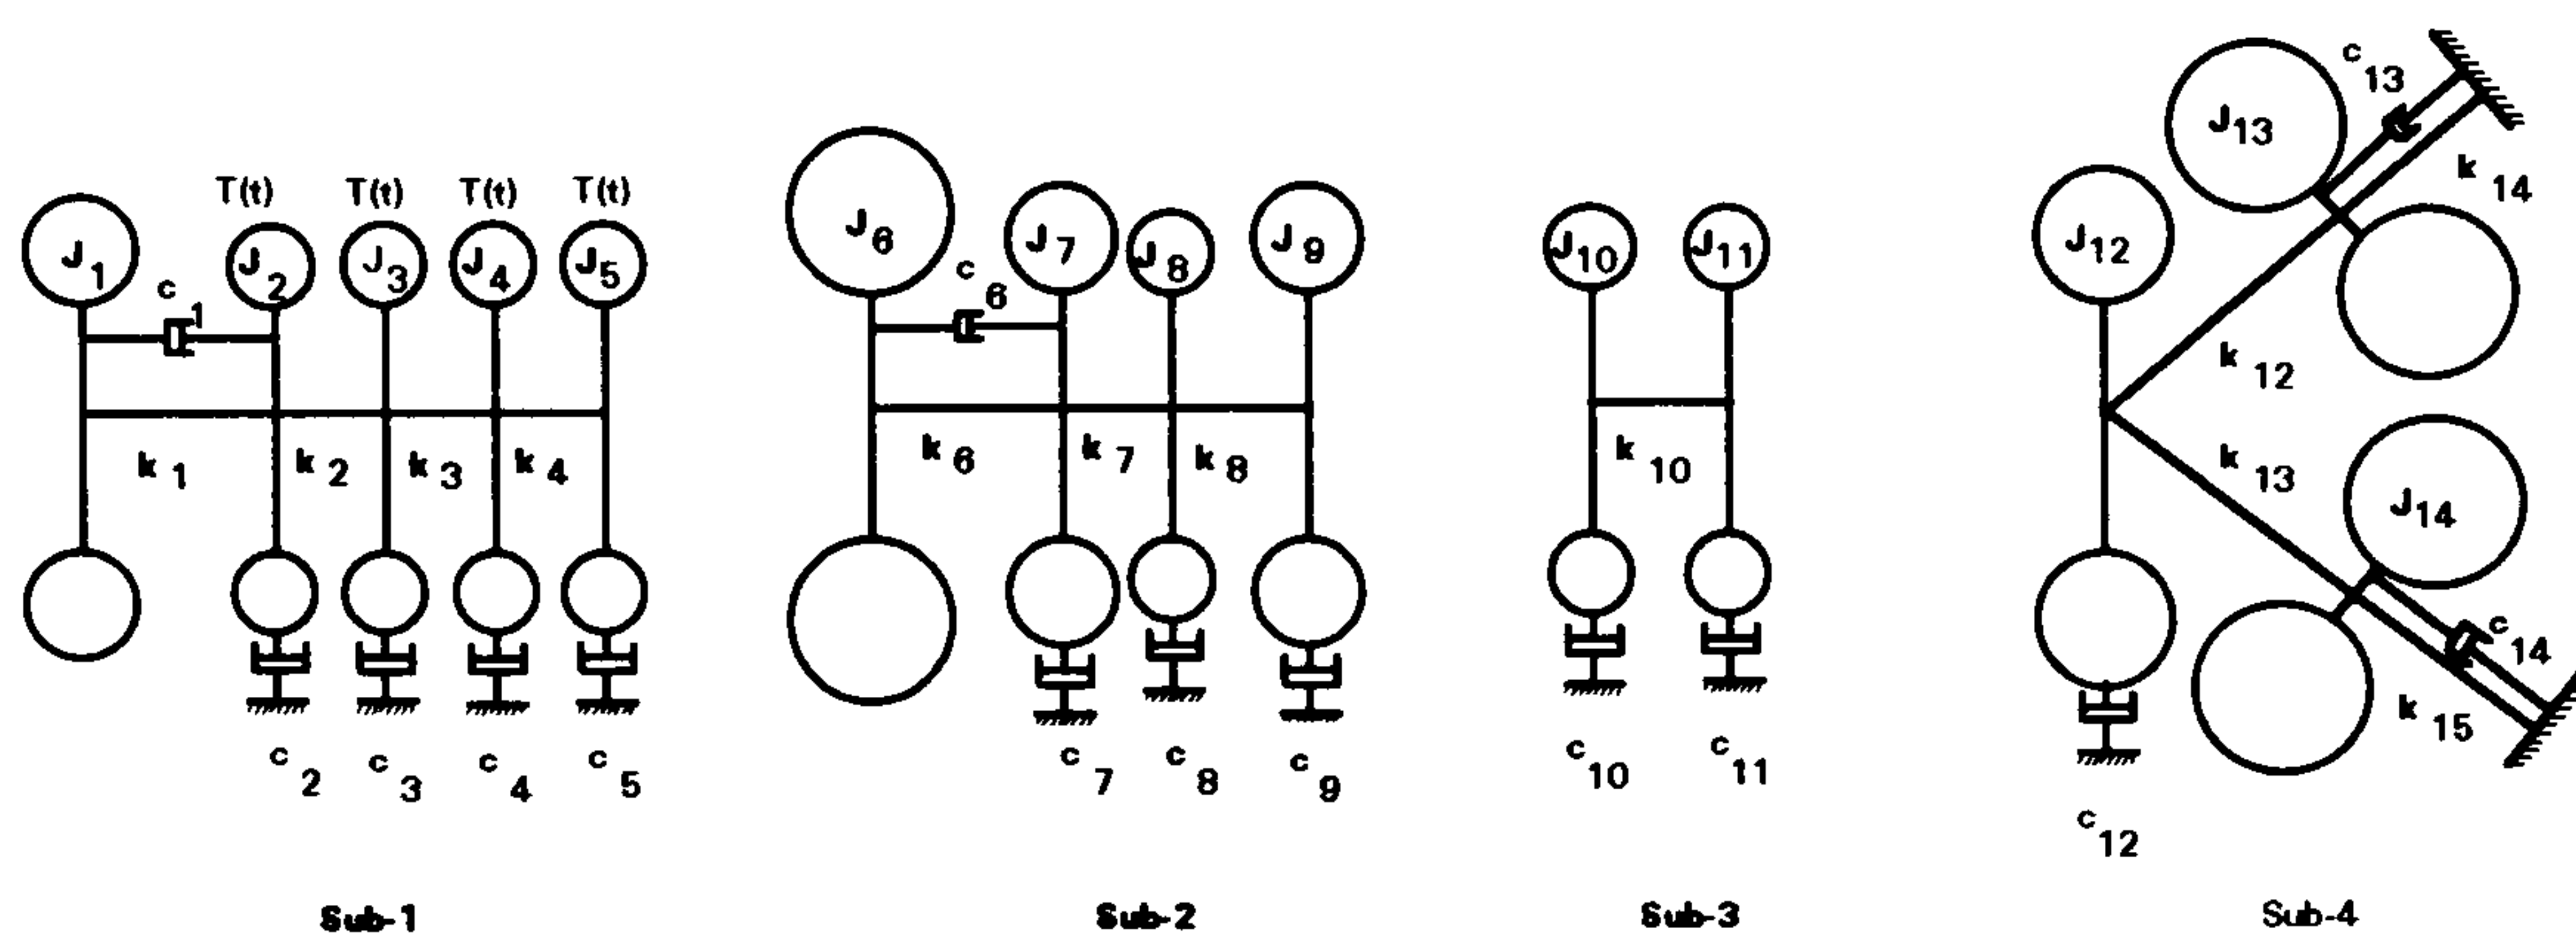 T(t) T(t) T(t) T(t)
J1 J2 J3 J4 J5
c1
k1 k2 k3 k4
c2 c3 c4 c5
Sub-1
J6 J7 J8 J9
c6
k6 k7 k8
c7 c8 c9
Sub-2
J10 J11
k10
c10 c11
Sub-3
c13
J13
k14
J12
k12
k13
J14
c14
k15
c12
Sub-4